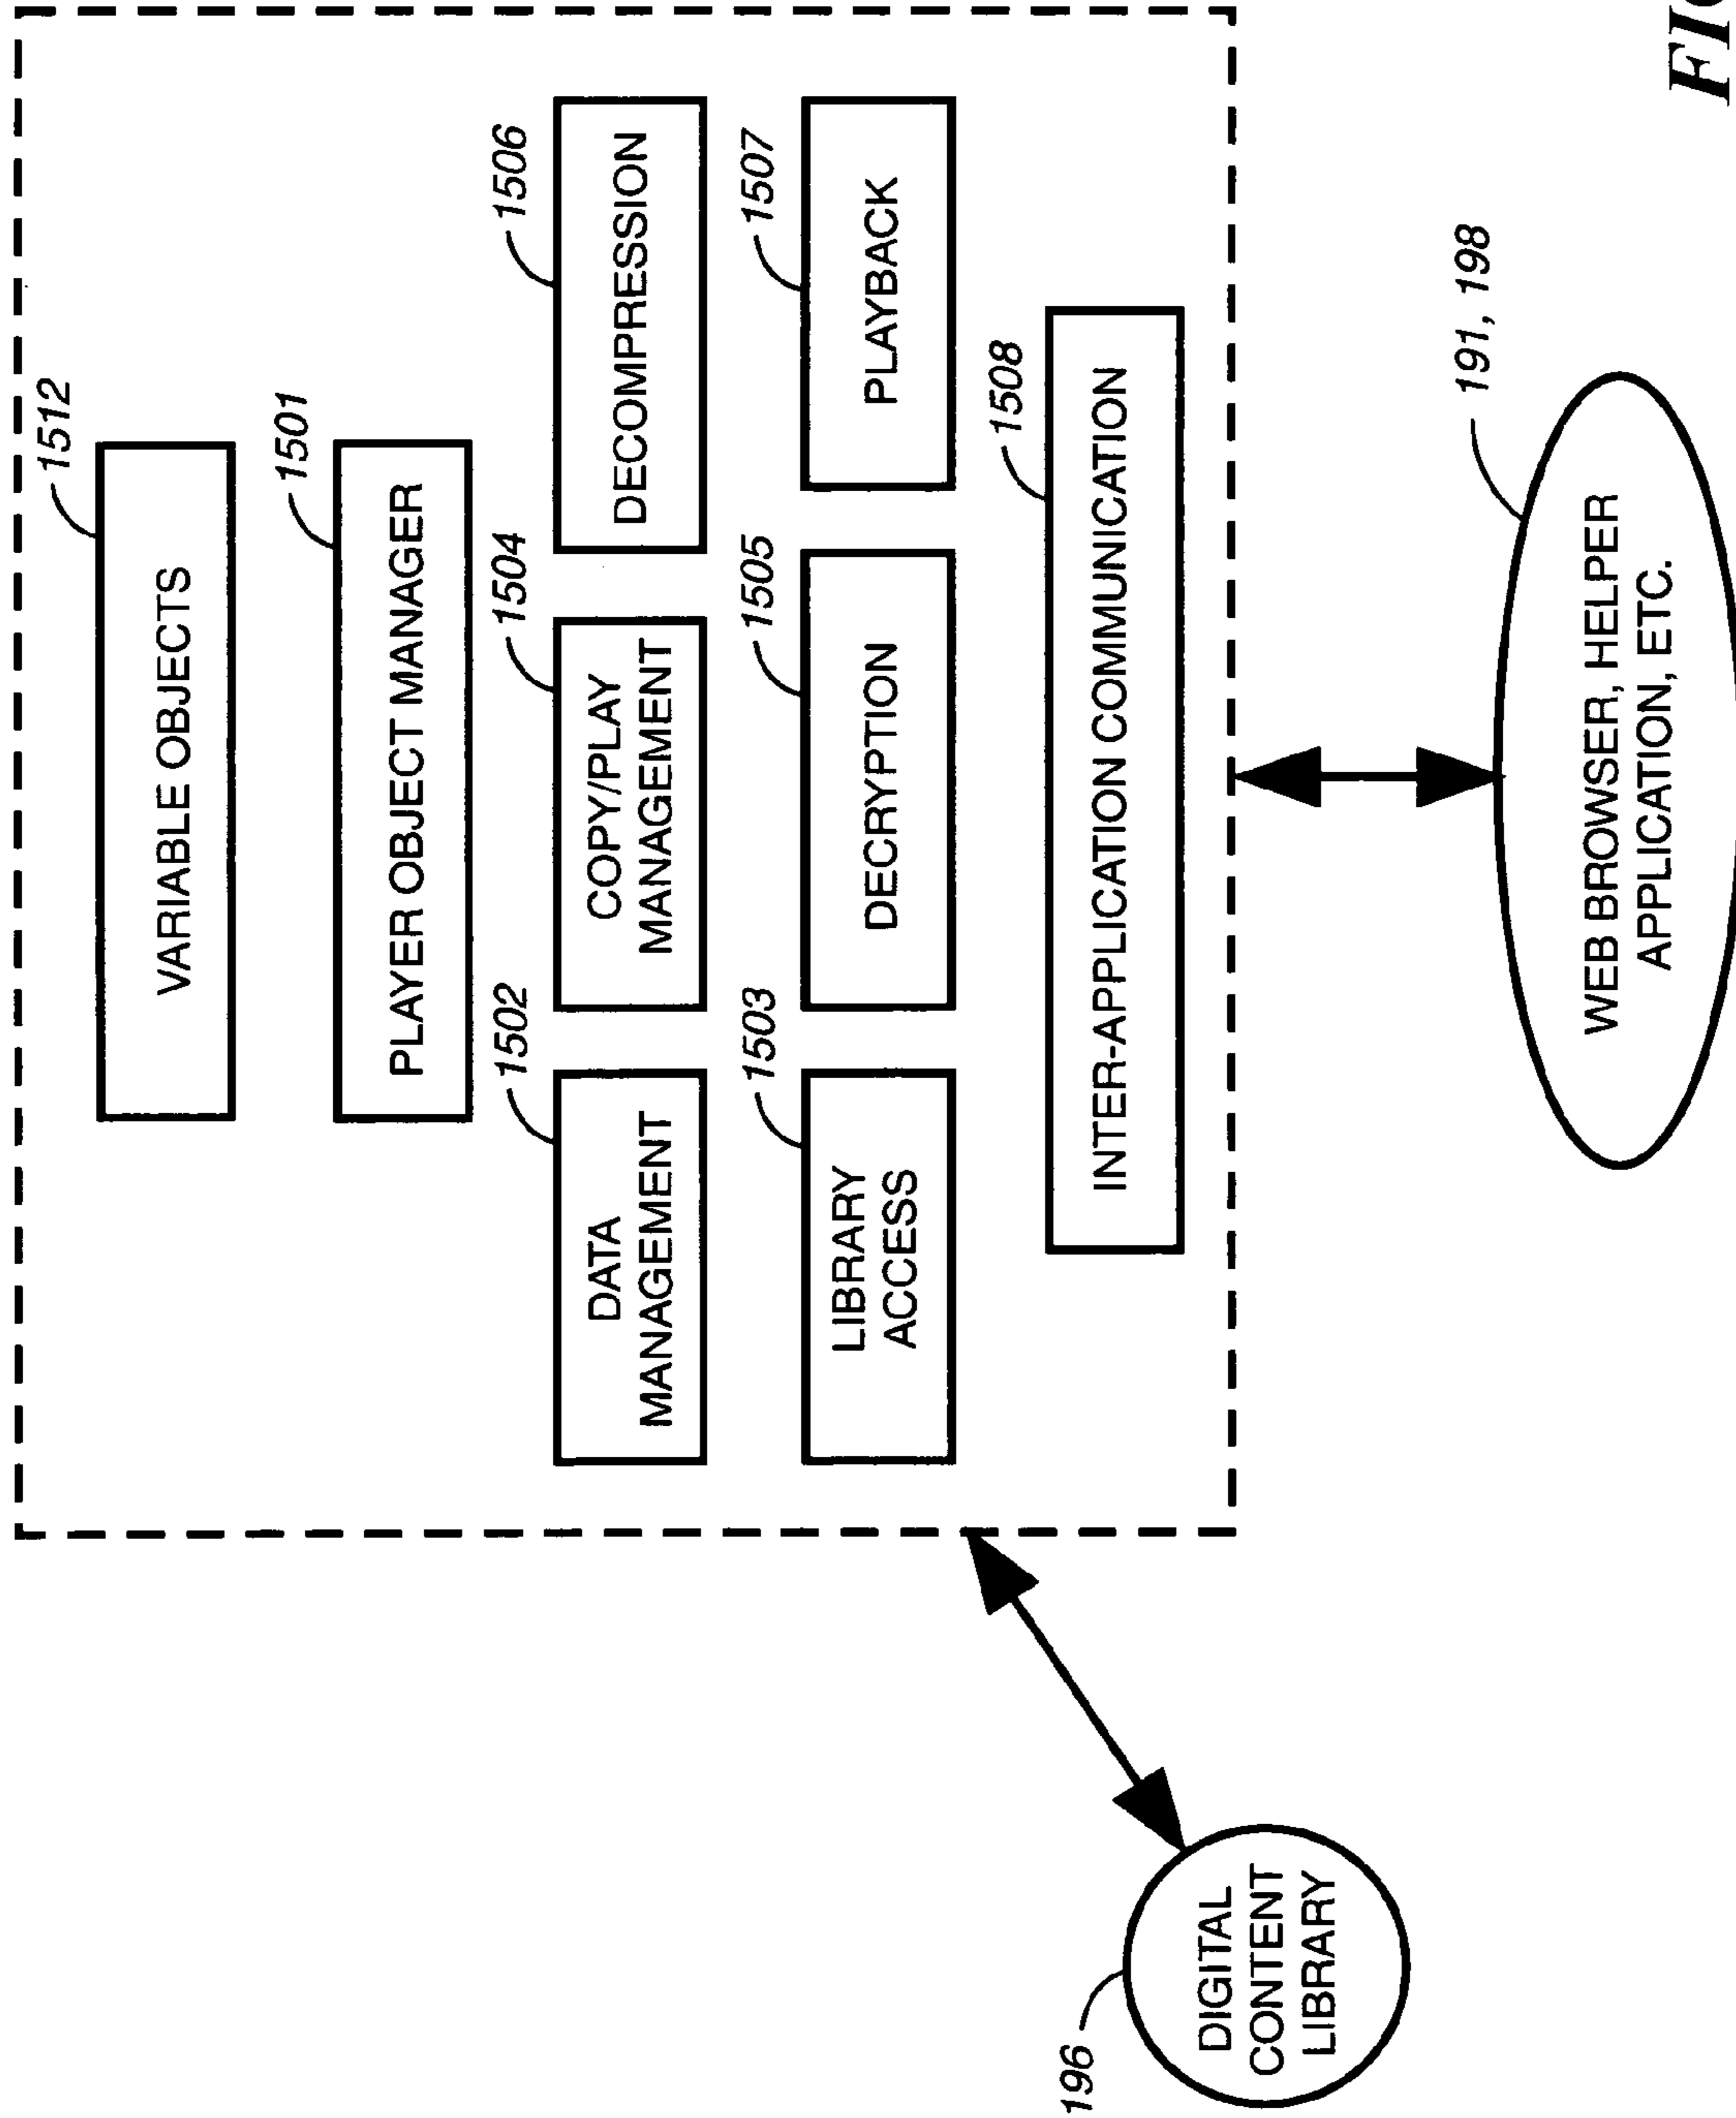 1512
VARIABLE OBJECTS
1501
PLAYER OBJECT MANAGER
1502
DATA
MANAGEMENT
1504
COPY/PLAY
MANAGEMENT
1506
DECOMPRESSION
1503
LIBRARY
ACCESS
1505
DECRYPTION
1507
PLAYBACK
1508
INTER-APPLICATION COMMUNICATION
196
DIGITAL
CONTENT
LIBRARY
191, 198
WEB BROWSER, HELPER
APPLICATION, ETC.